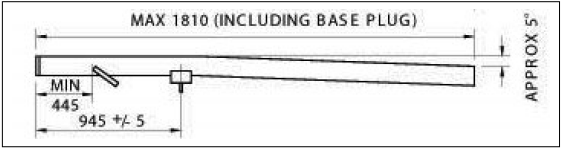 MAX 1810 (INCLUDING BASE PLUG)
APPROX 5°
MIN
445
945 +/- 5